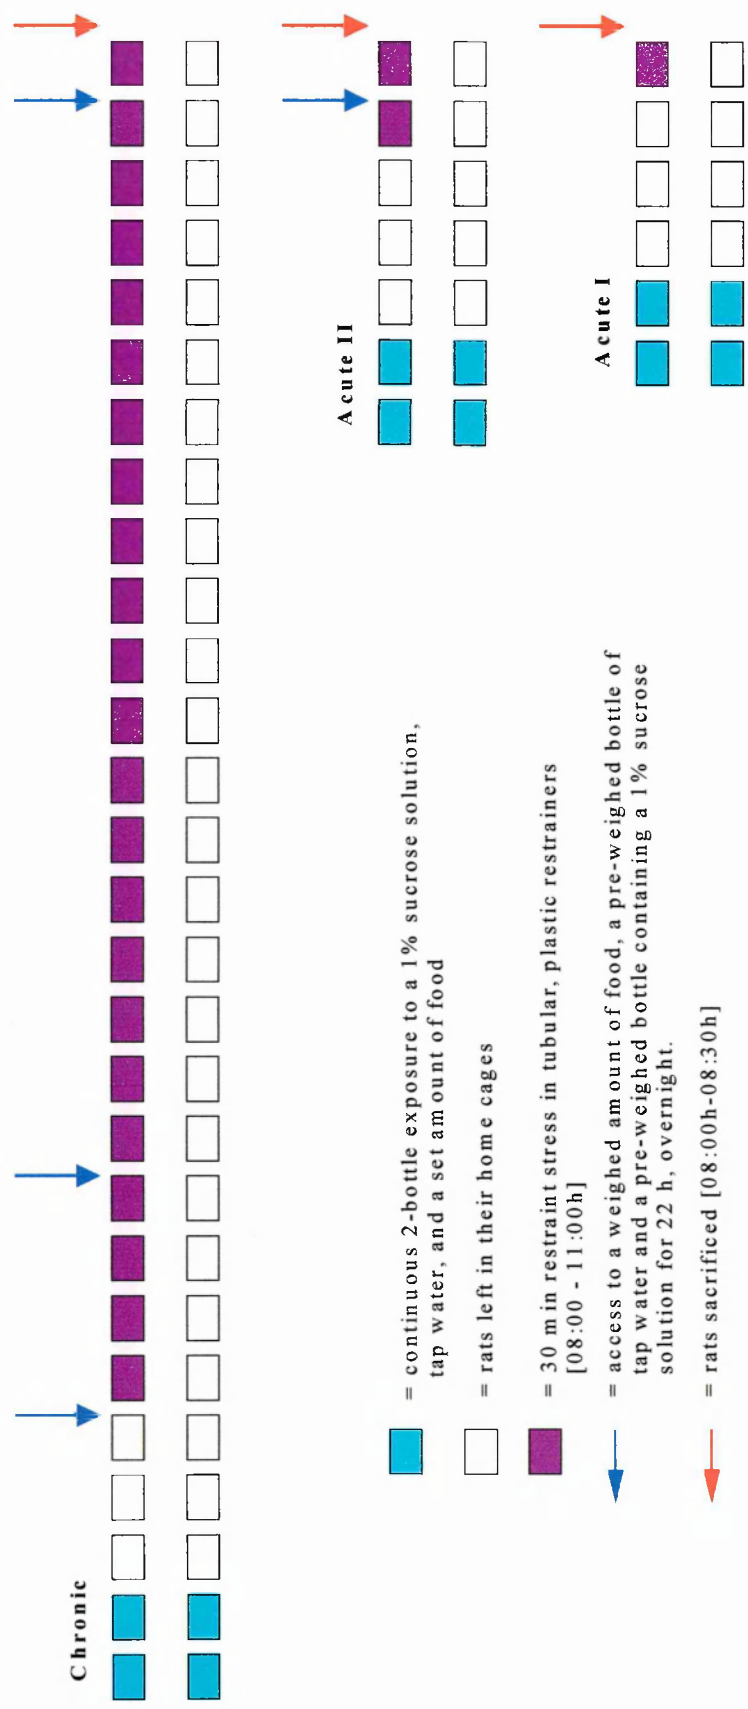 Chronic
Acute II
Acute I
= continuous 2-bottle exposure to a 1% sucrose solution,
tap water, and a set amount of food
= rats left in their home cages
= 30 min restraint stress in tubular, plastic restrainers
[08:00 - 11:00h]
= access to a weighed amount of food, a pre-weighed bottle of
tap water and a pre-weighed bottle containing a 1% sucrose
solution for 22 h, overnight.
= rats sacrificed [08:00h-08:30h]